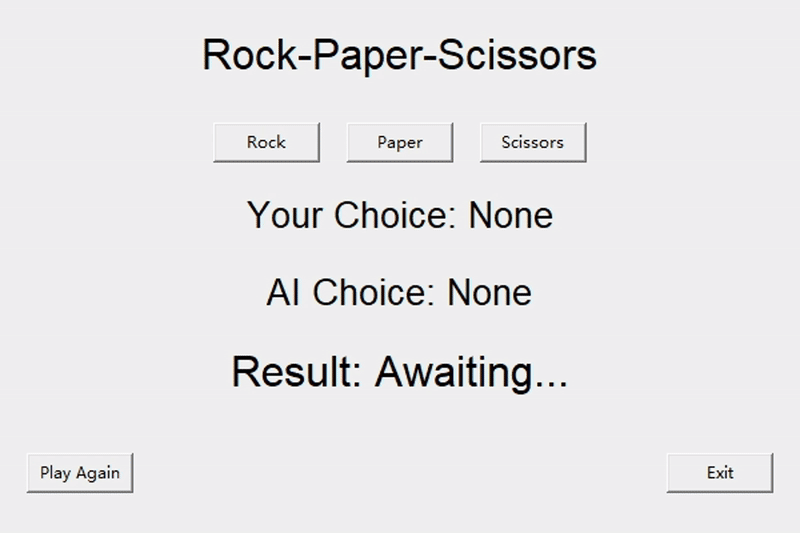 Rock-Paper-Scissors
Rock Paper Scissors
Your Choice: None
AI Choice: None
Result: Awaiting...
Play Again Exit